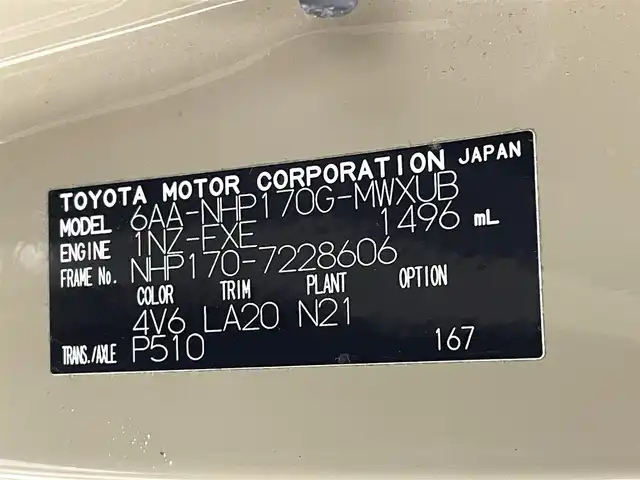 TOYOTA MOTOR CORPORATION JAPAN
MODEL 6AA-NHP170G-MWXUB
ENGINE 1NZ-FXE 1496 mL
FRAME No. NHP170-7228606
COLOR TRIM PLANT OPTION
4V6 LA20 N21
TRANS./AXLE P510 167